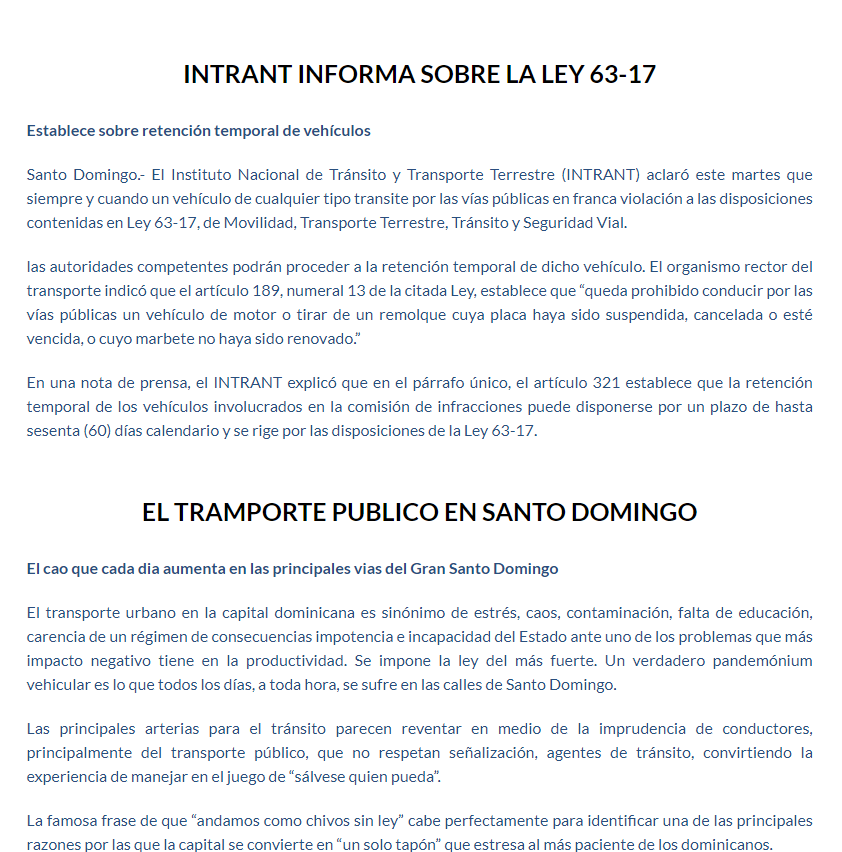 INTRANT INFORMA SOBRE LA LEY 63-17
Establece sobre retención temporal de vehículos
Santo Domingo.- El Instituto Nacional de Tránsito y Transporte Terrestre (INTRANT) aclaró este martes que
siempre y cuando un vehículo de cualquier tipo transite por las vías públicas en franca violación a las disposiciones
contenidas en Ley 63-17, de Movilidad, Transporte Terrestre, Tránsito y Seguridad Vial.
las autoridades competentes podrán proceder a la retención temporal de dicho vehículo. El organismo rector del
transporte indicó que el artículo 189, numeral 13 de la citada Ley, establece que “queda prohibido conducir por las
vías públicas un vehículo de motor o tirar de un remolque cuya placa haya sido suspendida, cancelada o esté
vencida, o cuyo marbete no haya sido renovado.”
En una nota de prensa, el INTRANT explicó que en el párrafo único, el artículo 321 establece que la retención
temporal de los vehículos involucrados en la comisión de infracciones puede disponerse por un plazo de hasta
sesenta (60) días calendario y se rige por las disposiciones de la Ley 63-17.
EL TRAMPORTE PUBLICO EN SANTO DOMINGO
El cao que cada dia aumenta en las principales vias del Gran Santo Domingo
El transporte urbano en la capital dominicana es sinónimo de estrés, caos, contaminación, falta de educación,
carencia de un régimen de consecuencias impotencia e incapacidad del Estado ante uno de los problemas que más
impacto negativo tiene en la productividad. Se impone la ley del más fuerte. Un verdadero pandemónium
vehicular es lo que todos los días, a toda hora, se sufre en las calles de Santo Domingo.
Las principales arterias para el tránsito parecen reventar en medio de la imprudencia de conductores,
principalmente del transporte público, que no respetan señalización, agentes de tránsito, convirtiendo la
experiencia de manejar en el juego de “sálvese quien pueda”.
La famosa frase de que “andamos como chivos sin ley” cabe perfectamente para identificar una de las principales
razones por las que la capital se convierte en “un solo tapón” que estresa al más paciente de los dominicanos.